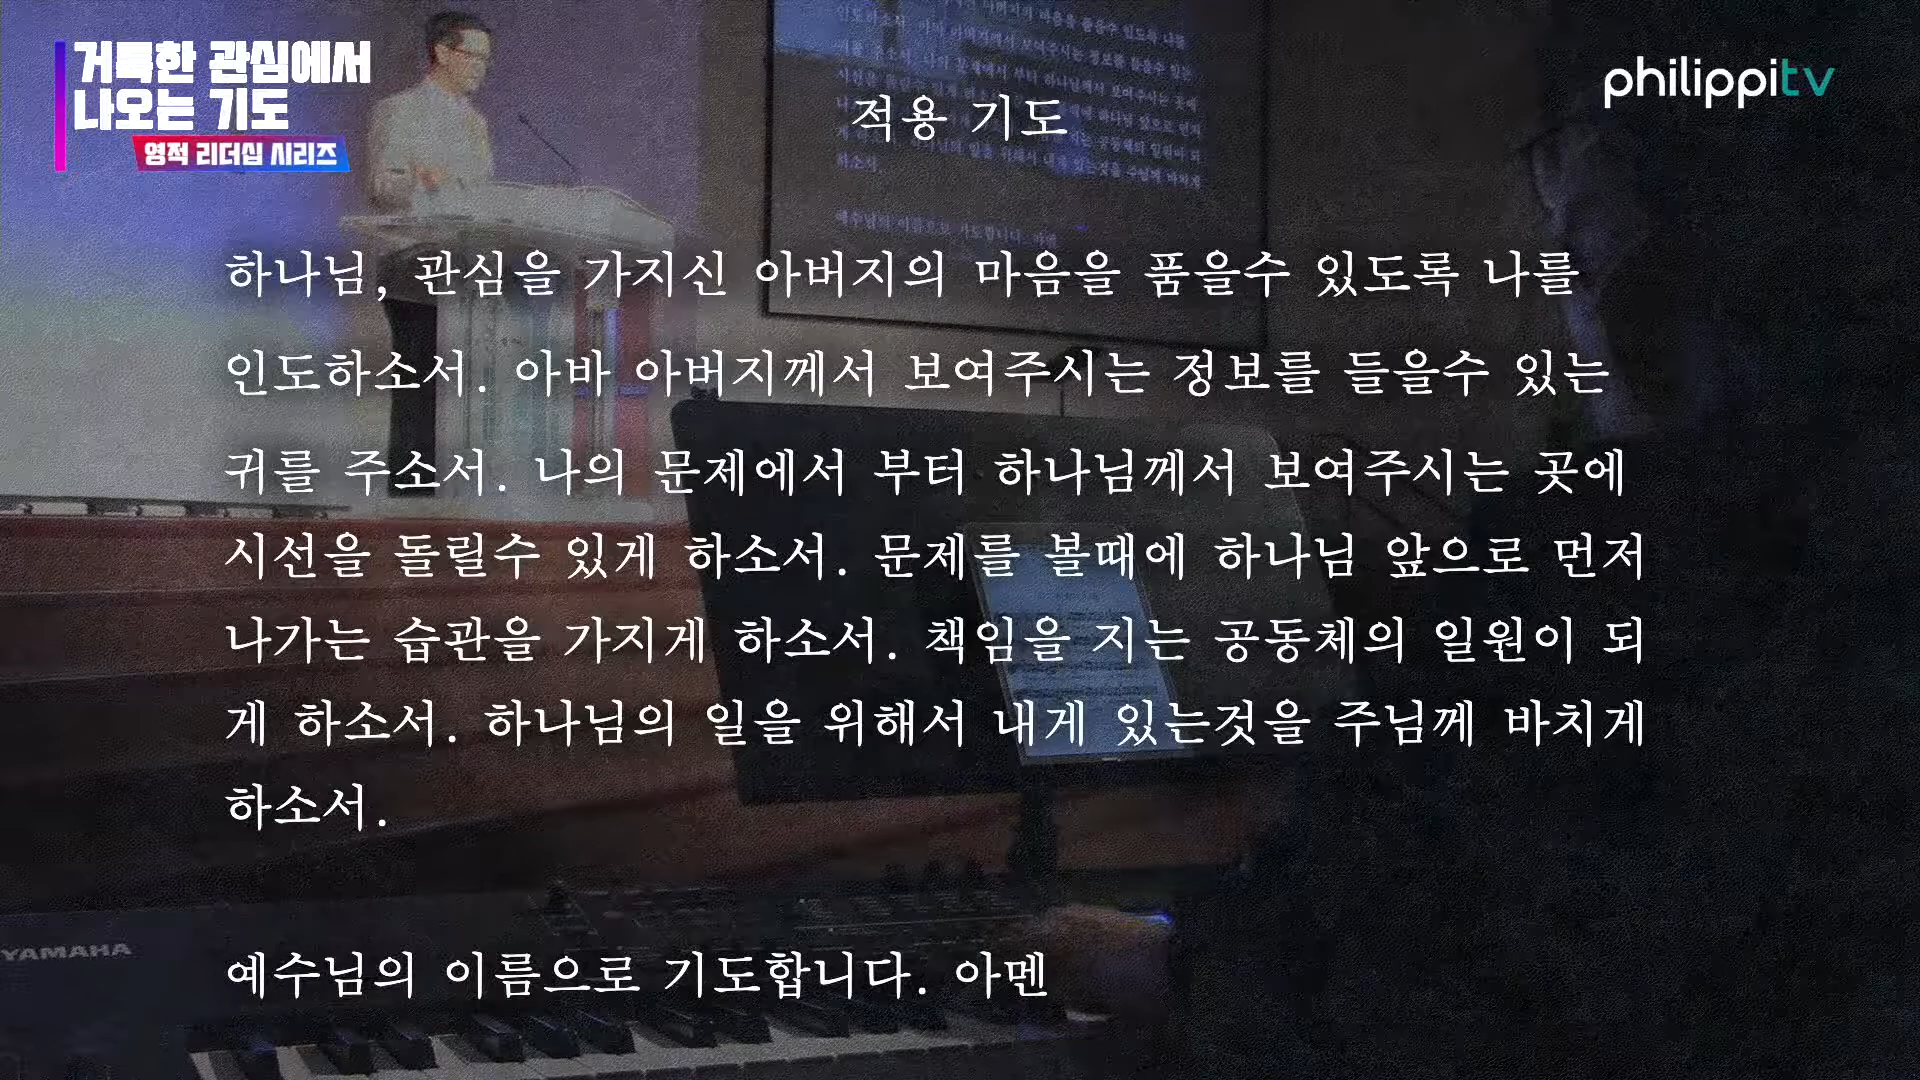 거룩한 관심에서
나오는 기도
영적 리더십 시리즈
philippitv
적용 기도
하나님, 관심을 가지신 아버지의 마음을 품을수 있도록 나를
인도하소서. 아바 아버지께서 보여주시는 정보를 들을수 있는
귀를 주소서. 나의 문제에서 부터 하나님께서 보여주시는 곳에
시선을 돌릴수 있게 하소서. 문제를 볼때에 하나님 앞으로 먼저
나가는 습관을 가지게 하소서. 책임을 지는 공동체의 일원이 되
게 하소서. 하나님의 일을 위해서 내게 있는것을 주님께 바치게
하소서.
예수님의 이름으로 기도합니다. 아멘
YAMAHA